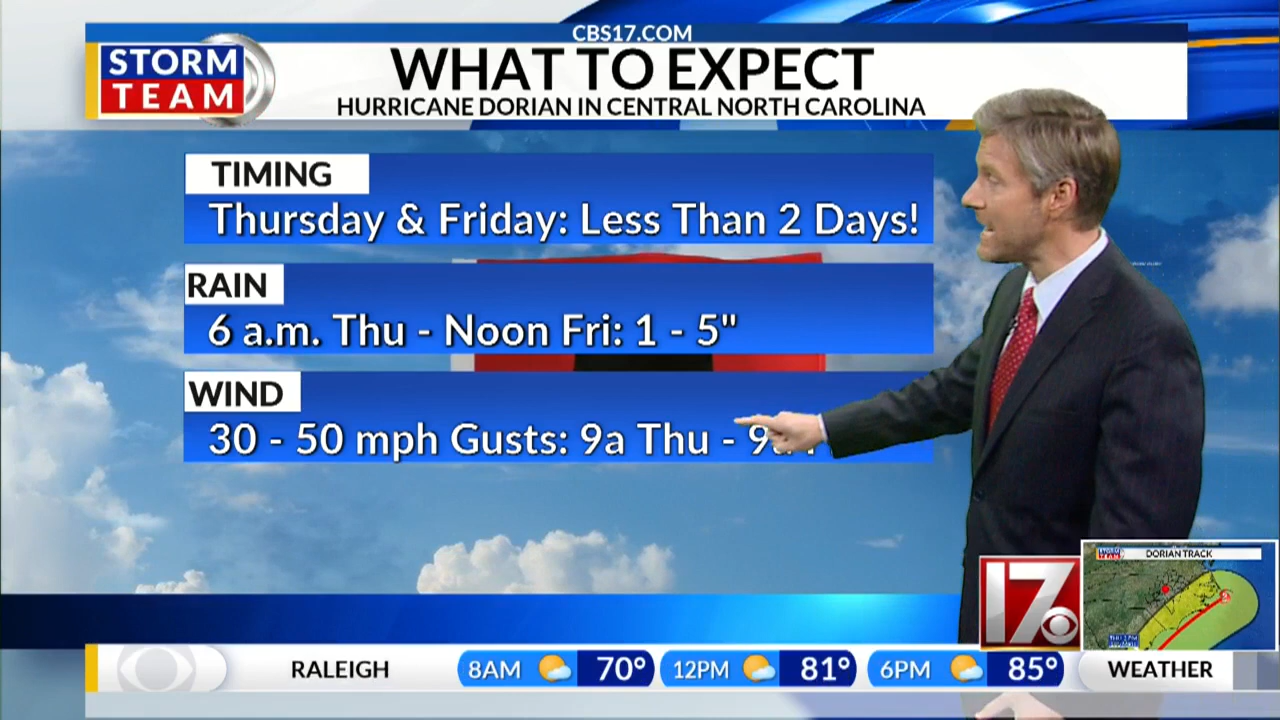 CBS17.COM
STORM
TEAM
WHAT TO EXPECT
HURRICANE DORIAN IN CENTRAL NORTH CAROLINA
TIMING
Thursday & Friday: Less Than 2 Days!
RAIN
6 a.m. Thu - Noon Fri: 1 - 5"
WIND
30 - 50 mph Gusts: 9a Thu -
17
DORIAN TRACK
RALEIGH 8AM 70° 12PM 81° 6PM 85° WEATHER